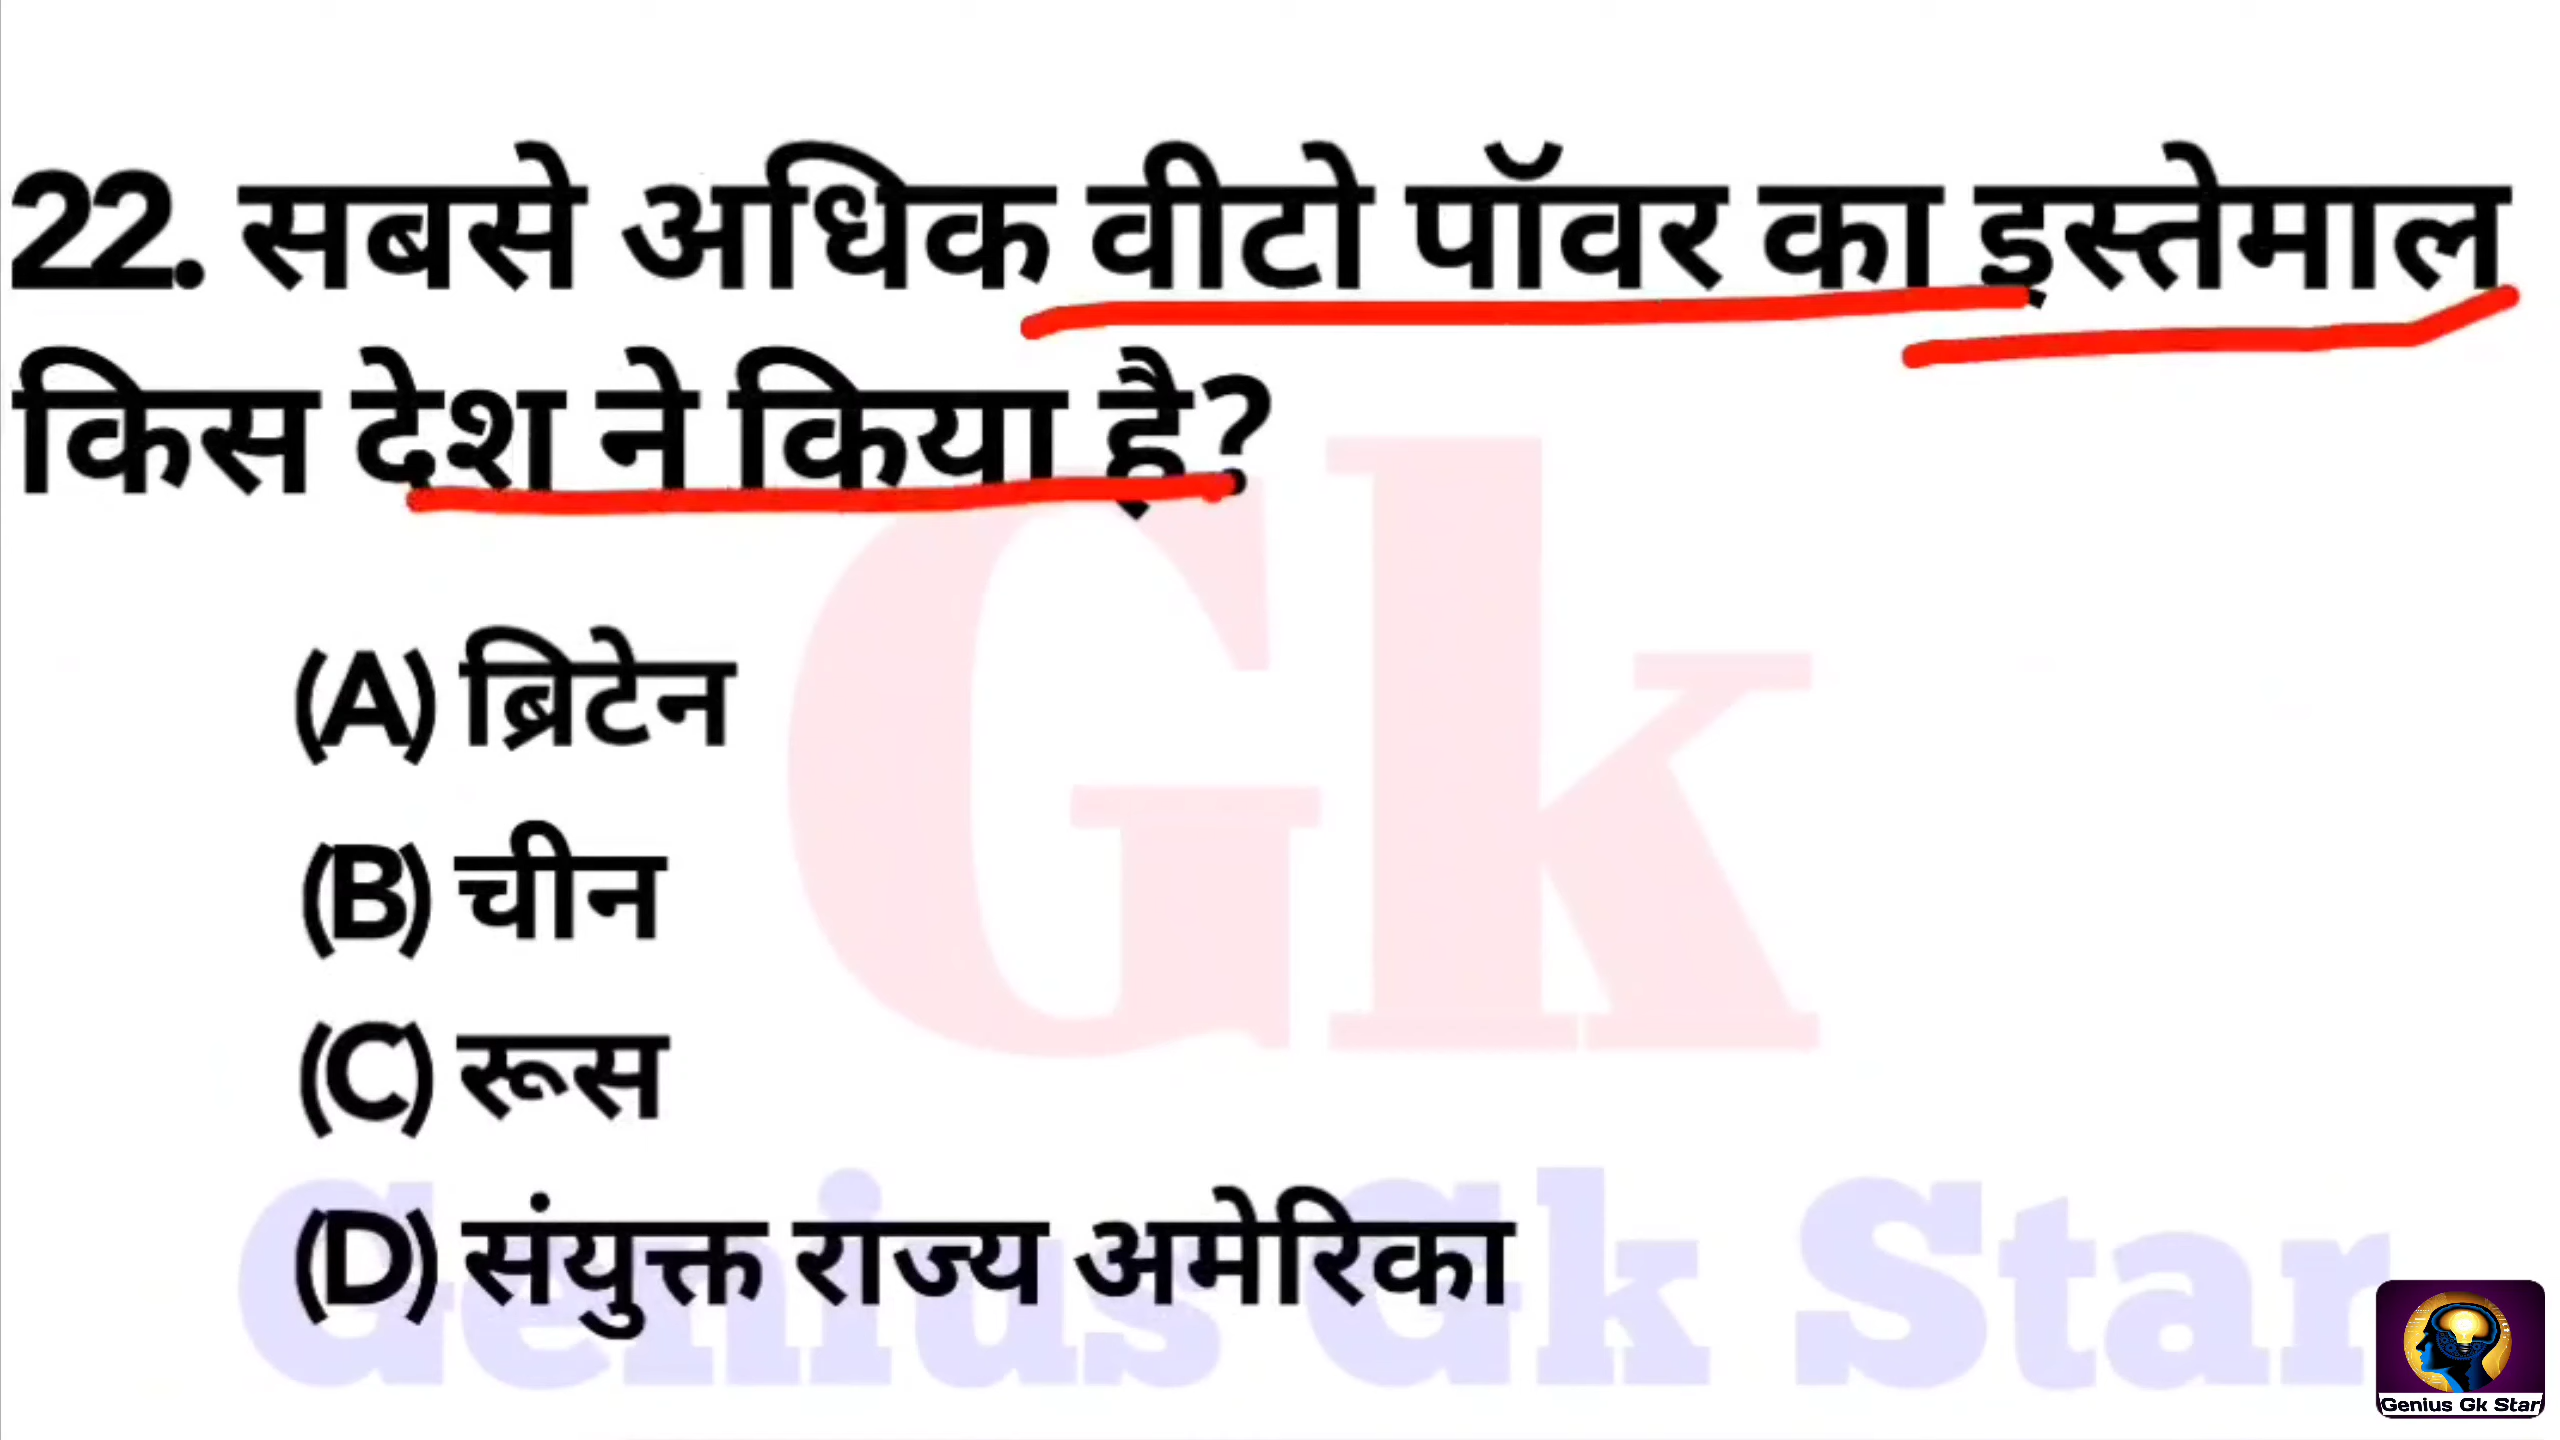 22. सबसे अधिक वीटो पॉवर का इस्तेमाल
किस देश ने किया है?
Gk
(A) ब्रिटेन
(B) चीन
(C) रूस
(D) संयुक्त राज्य अमेरिका
Genius Gk Star
Genius Gk Star